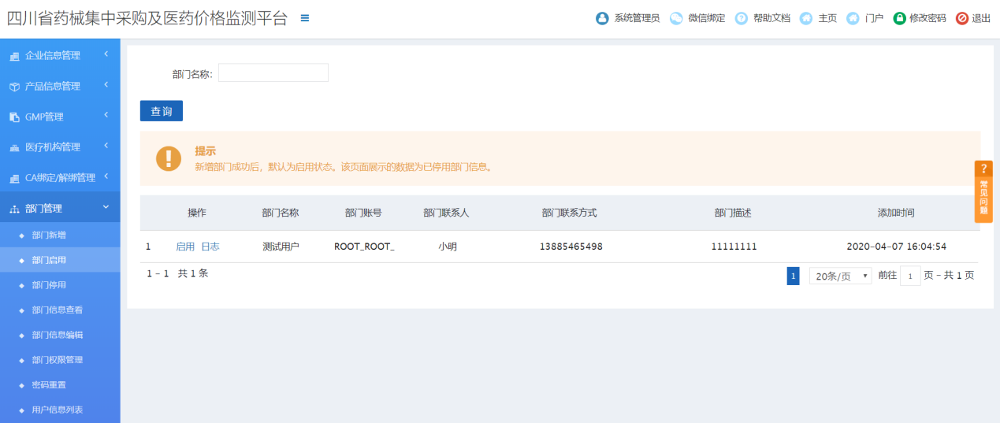 四川省药械集中采购及医药价格监测平台
系统管理员 微信绑定 帮助文档 主页 门户 修改密码 退出
企业信息管理
产品信息管理
GMP管理
医疗机构管理
CA绑定/解绑管理
部门管理
部门新增
部门启用
部门停用
部门信息查看
部门信息编辑
部门权限管理
密码重置
用户信息列表
部门名称：
查询
提示
新增部门成功后，默认为启用状态。该页面展示的数据为已停用部门信息。
操作 部门名称 部门账号 部门联系人 部门联系方式 部门描述 添加时间
1 启用 日志 测试用户 ROOT_ROOT_ 小明 13885465498 11111111 2020-04-07 16:04:54
1 - 1 共 1 条
1 20条/页 前往 1 页 - 共 1 页
?
常见问题